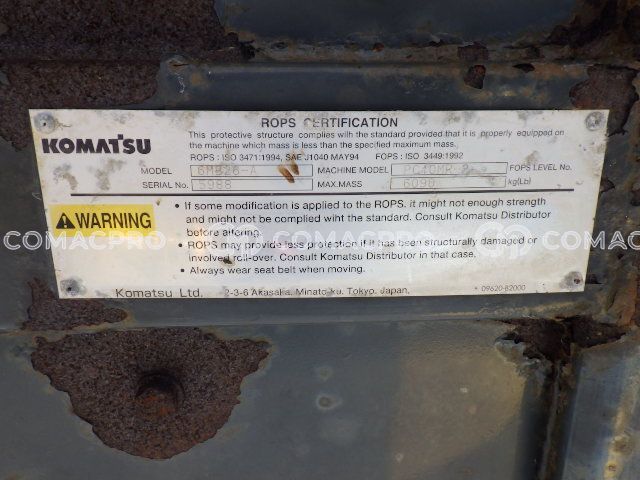 ROPS CERTIFICATION
KOMATSU
This protective structure complies with the standard provided that it is properly equipped on
the machine which mass is less than the specified maximum mass.
ROPS : ISO 3471:1994, SAE J1040 MAY94 FOPS : ISO 3449:1992
MODEL MACHINE MODEL FOPS LEVEL No.
SERIAL No. 5988 MAX.MASS 6090 kg(Lb)
WARNING
• If some modification is applied to the ROPS, it might not enough strength
and might not be complied wiht the standard. Consult Komatsu Distributor
before altering.
• ROPS may provide less protection if it has been structurally damaged or
involved roll-over. Consult Komatsu Distributor in that case.
• Always wear seat belt when moving.
Komatsu Ltd. 2-3-6 Akasaka, Minato-ku, Tokyo, Japan. * 09620-B2000
COMACPRO COMACPRO COMAC